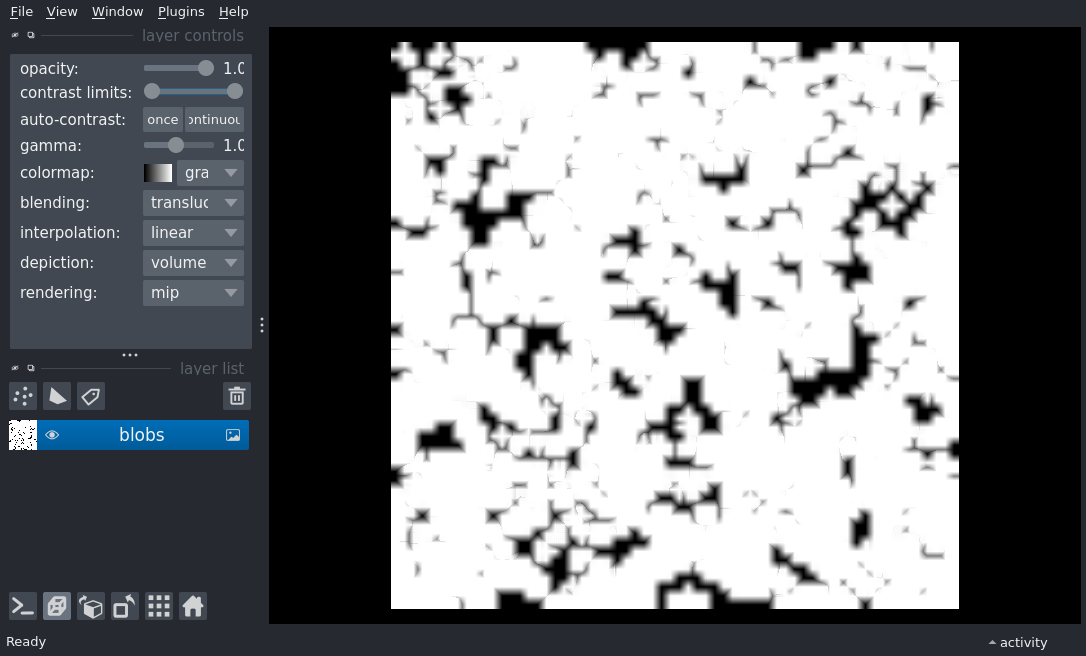 File View Window Plugins Help
layer controls
opacity: 1.0
contrast limits:
auto-contrast: once ontinuou
gamma: 1.0
colormap: gra
blending: transluc
interpolation: linear
depiction: volume
rendering: mip
layer list
blobs
Ready
activity